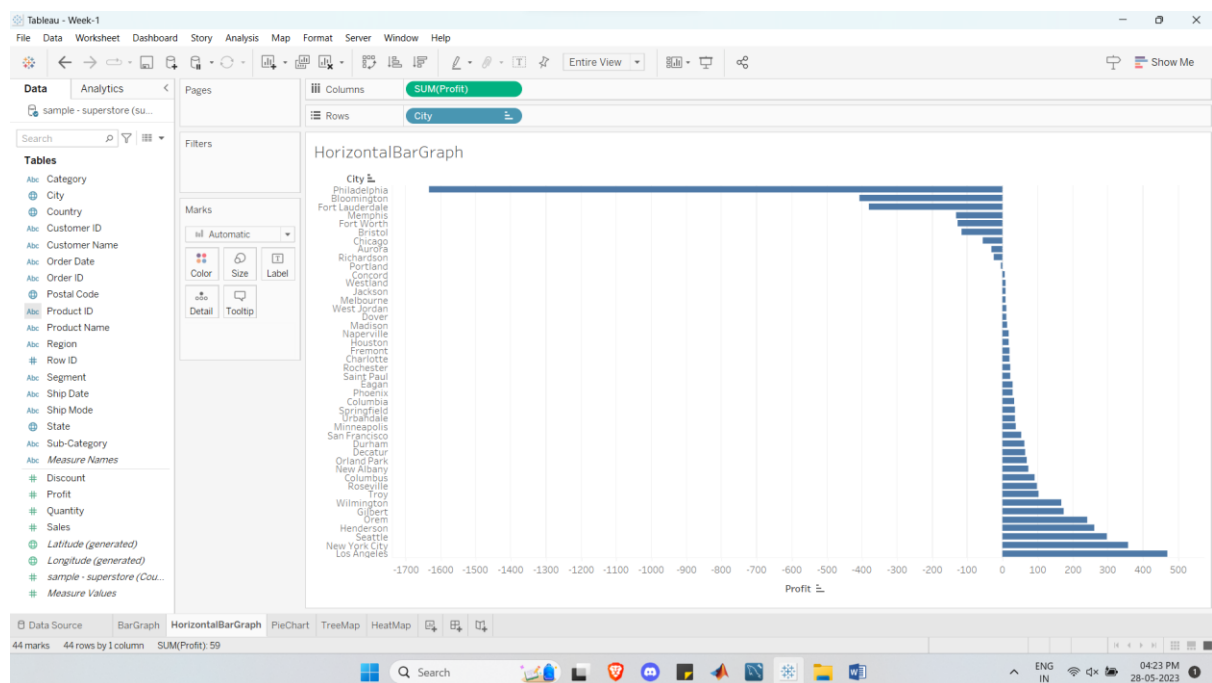 Tableau - Week-1
File Data Worksheet Dashboard Story Analysis Map Format Server Window Help
Entire View
Show Me
Data Analytics
sample - superstore (su...
Search
Tables
Abc Category
City
Country
Abc Customer ID
Abc Customer Name
Abc Order Date
Abc Order ID
Postal Code
Abc Product ID
Abc Product Name
Abc Region
# Row ID
Abc Segment
Abc Ship Date
Abc Ship Mode
State
Abc Sub-Category
Abc Measure Names
# Discount
# Profit
# Quantity
# Sales
Latitude (generated)
Longitude (generated)
# sample - superstore (Cou...
# Measure Values
Pages
Filters
Marks
Automatic
Color Size Label
Detail Tooltip
Columns SUM(Profit)
Rows City
HorizontalBarGraph
City
Philadelphia
Bloomington
Fort Lauderdale
Memphis
Fort Worth
Bristol
Chicago
Aurora
Richardson
Portland
Concord
Westland
Jackson
Melbourne
West Jordan
Dover
Madison
Naperville
Houston
Fremont
Charlotte
Rochester
Saint Paul
Eagan
Phoenix
Columbia
Springfield
Urbandale
Minneapolis
San Francisco
Durham
Decatur
Orland Park
New Albany
Columbus
Roseville
Troy
Wilmington
Gilbert
Orem
Henderson
Seattle
New York City
Los Angeles
-1700 -1600 -1500 -1400 -1300 -1200 -1100 -1000 -900 -800 -700 -600 -500 -400 -300 -200 -100 0 100 200 300 400 500
Profit
Data Source BarGraph HorizontalBarGraph PieChart TreeMap HeatMap
44 marks 44 rows by 1 column SUM(Profit): 59
Search
ENG
IN
04:23 PM
28-05-2023
1